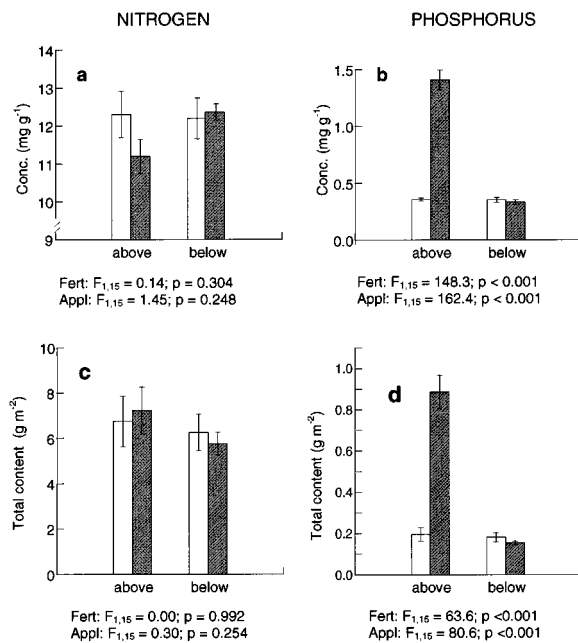 NITROGEN
PHOSPHORUS
a
Conc. (mg g-1)
14
13
12
11
10
9
above
below
Fert: F1,15 = 0.14; p = 0.304
Appl: F1,15 = 1.45; p = 0.248
b
Conc. (mg g-1)
1.5
1.0
0.5
0.0
above
below
Fert: F1,15 = 148.3; p < 0.001
Appl: F1,15 = 162.4; p < 0.001
c
Total content (g m-2)
10
8
6
4
2
0
above
below
Fert: F1,15 = 0.00; p = 0.992
Appl: F1,15 = 0.30; p = 0.254
d
Total content (g m-2)
1.0
0.8
0.6
0.4
0.2
0.0
above
below
Fert: F1,15 = 63.6; p <0.001
Appl: F1,15 = 80.6; p <0.001